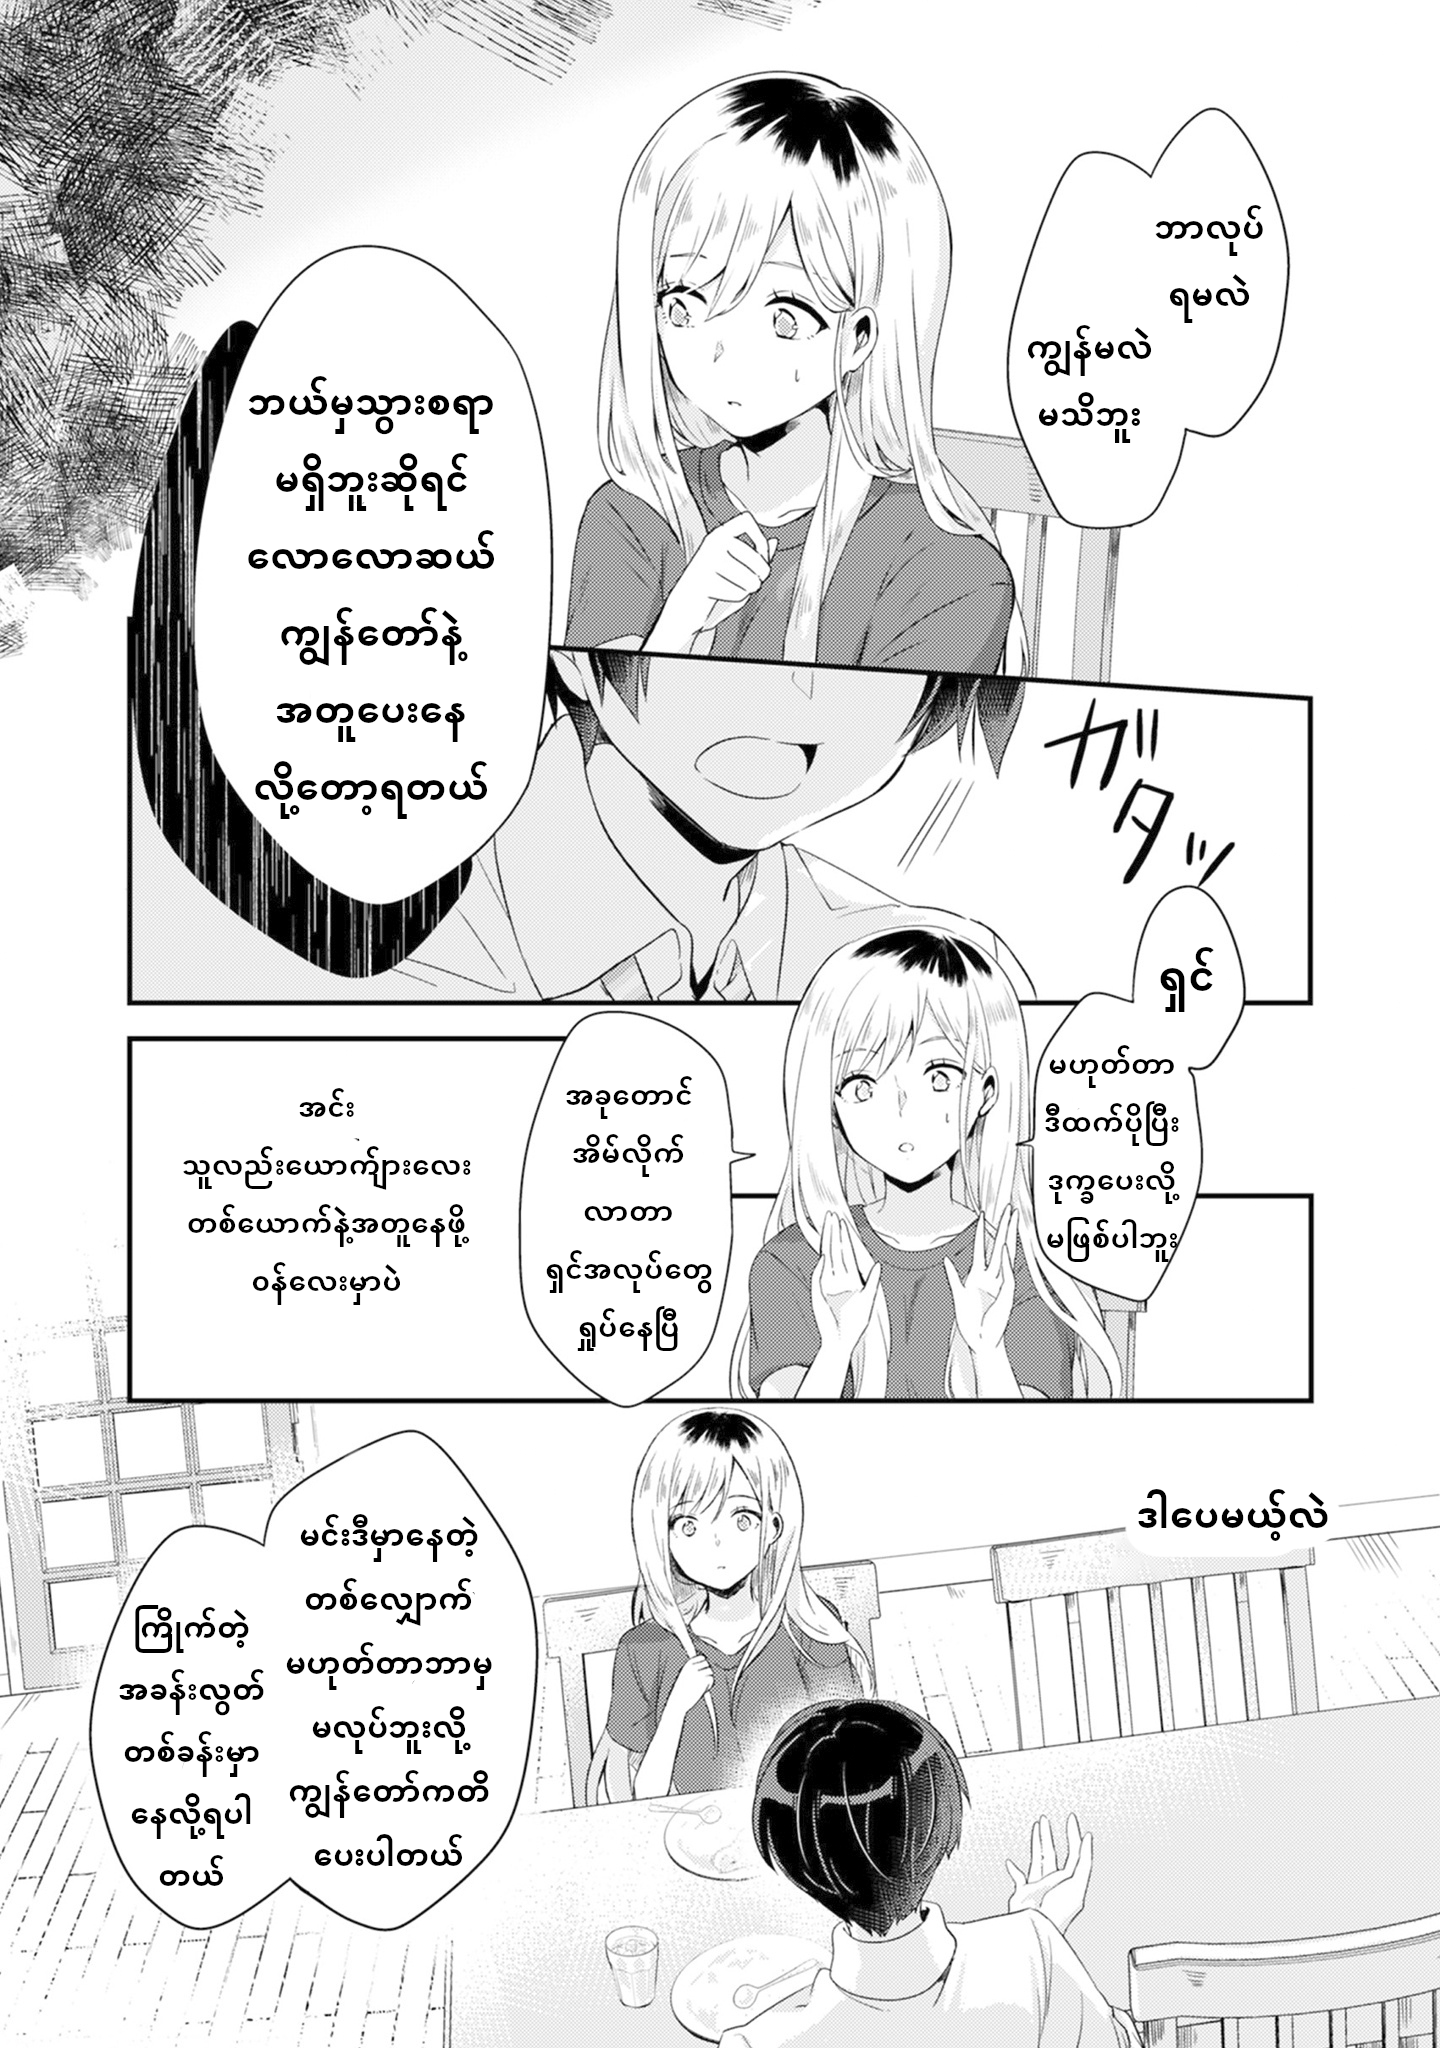 ဘာလုပ်
ရမလဲ
ကျွန်မလဲ
မသိဘူး
ဘယ်မှသွားစရာ
မရှိဘူးဆိုရင်
လောလောဆယ်
ကျွန်တော်နဲ့
အတူပေးနေ
လို့တော့ရတယ်
ガタッ
ရှင်
မဟုတ်တာ
ဒီထက်ပိုပြီး
ဒုက္ခပေးလို့
မဖြစ်ပါဘူး
အခုတောင်
အိမ်လိုက်
လာတာ
ရှင်အလုပ်တွေ
ရှုပ်နေပြီ
အင်း
သူလည်းယောက်ျားလေး
တစ်ယောက်နဲ့အတူနေဖို့
ဝန်လေးမှာပဲ
ဒါပေမယ့်လဲ
မင်းဒီမှာနေတဲ့
တစ်လျှောက်
မဟုတ်တာဘာမှ
မလုပ်ဘူးလို့
ကျွန်တော်ကတိ
ပေးပါတယ်
ကြိုက်တဲ့
အခန်းလွတ်
တစ်ခန်းမှာ
နေလို့ရပါ
တယ်